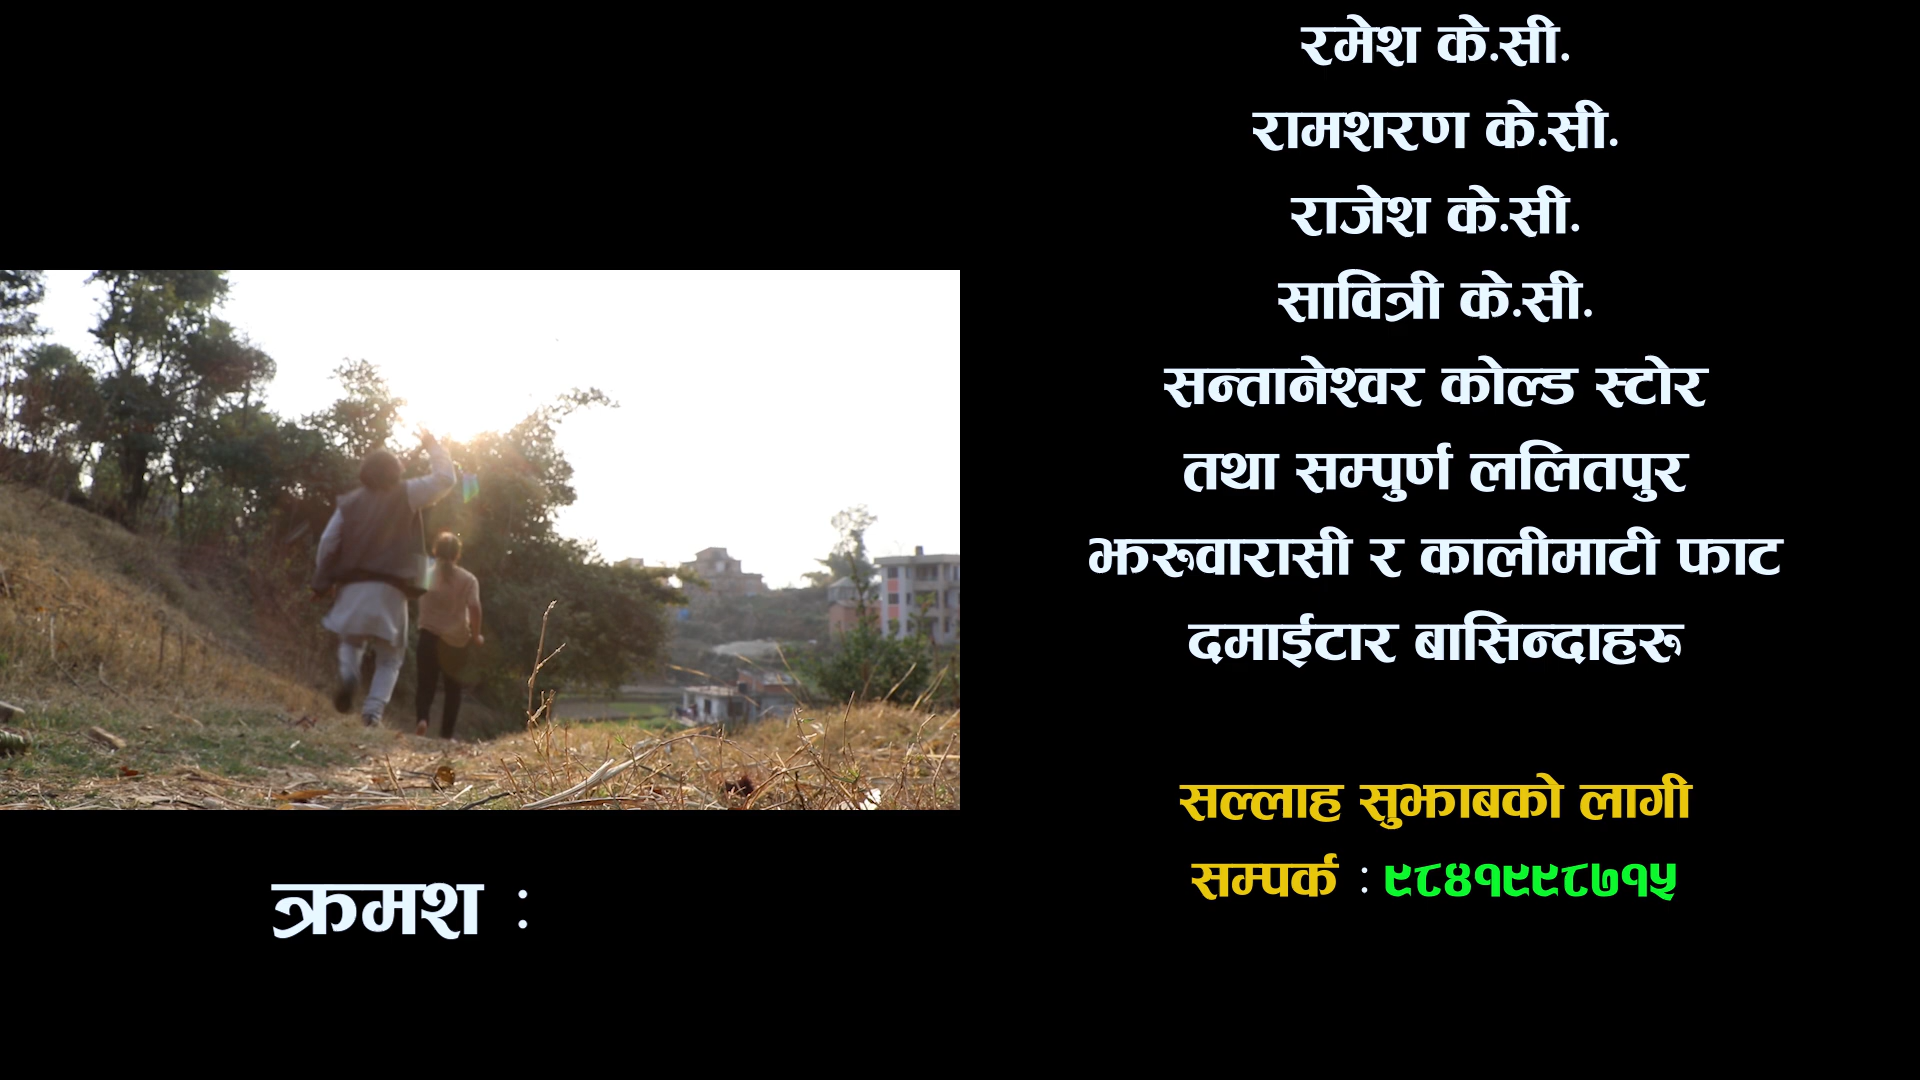 रमेश के.सी.
रामशरण के.सी.
राजेश के.सी.
सावित्री के.सी.
सन्तानेश्वर कोल्ड स्टोर
तथा सम्पुर्ण ललितपुर
झरुवारासी र कालीमाटी फाट
दमाईटार बासिन्दाहरू
सल्लाह सुझाबको लागी
सम्पर्क : ९८४१९९८७१५
क्रमश :